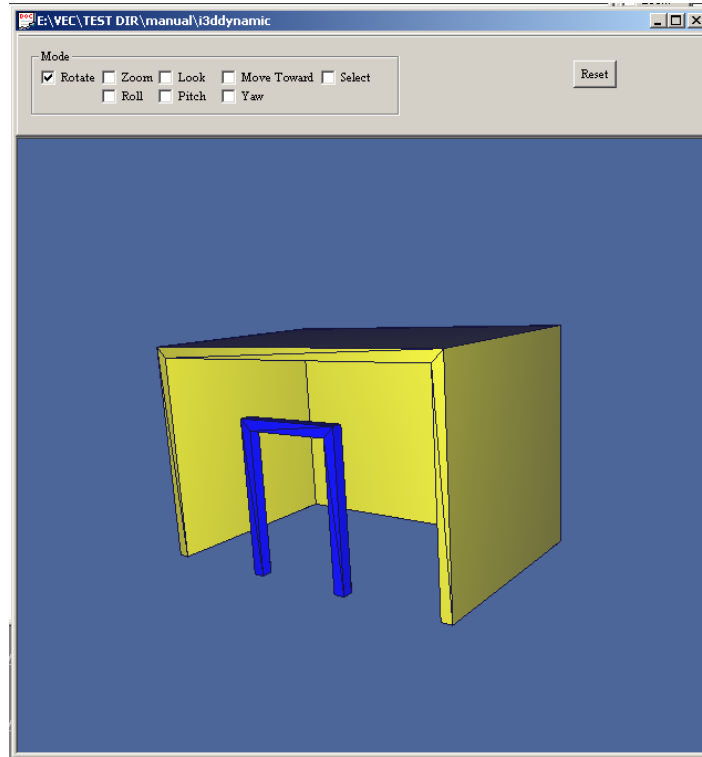 E:\VEC\TEST DIR\manual\i3ddynamic
Mode
Rotate Zoom Look Move Toward Select
Roll Pitch Yaw
Reset